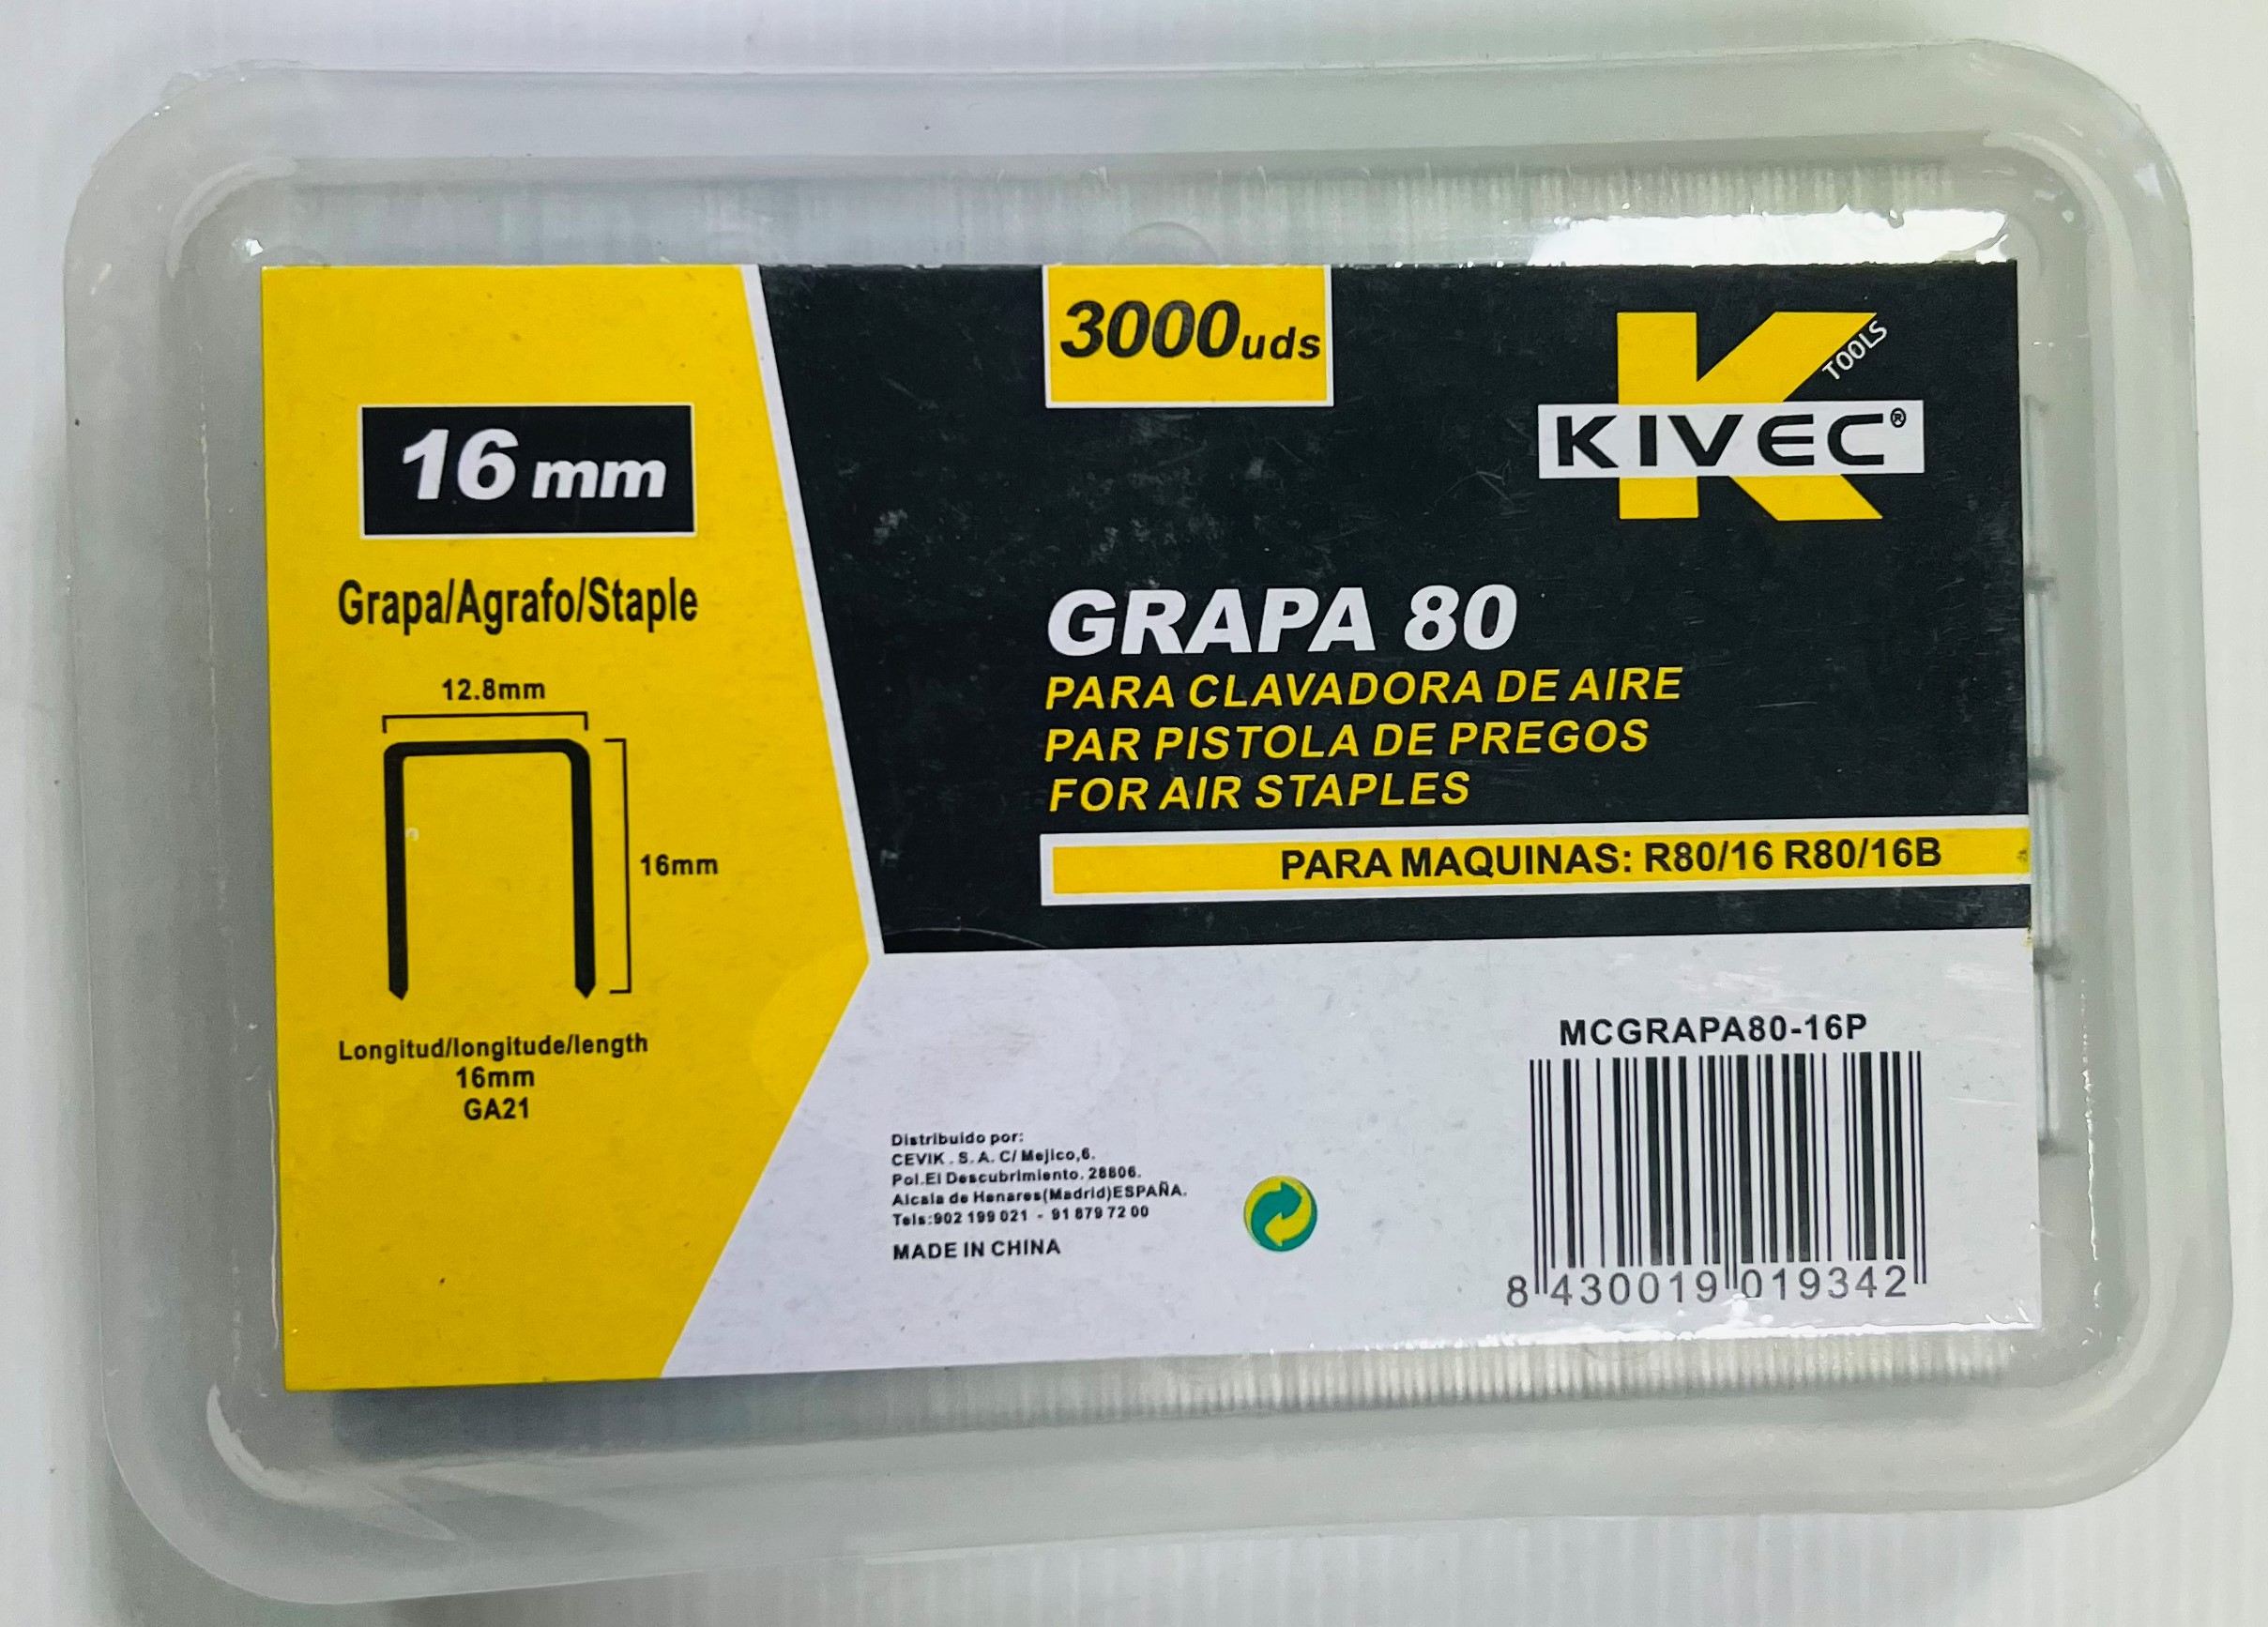 3000uds
TOOLS
KIVEC®
16 mm
Grapa/Agrafo/Staple
12.8mm
16mm
Longitud/longitude/length
16mm
GA21
GRAPA 80
PARA CLAVADORA DE AIRE
PAR PISTOLA DE PREGOS
FOR AIR STAPLES
PARA MAQUINAS: R80/16 R80/16B
Distribuido por:
CEVIK . S. A. C/ Mejico,6.
Pol.El Descubrimiento. 28806.
Alcala de Henares(Madrid)ESPAÑA.
Tels:902 199 021 - 91 879 72 00
MADE IN CHINA
MCGRAPA80-16P
8 430019 019342